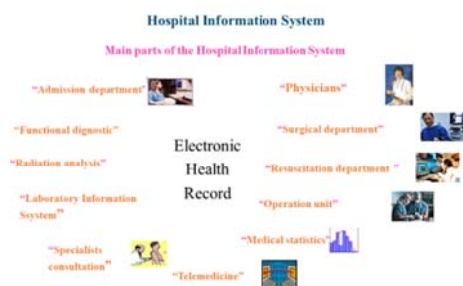 Hospital Information System
Main parts of the Hospital Information System
“Admission department”
“Physicians”
“Functional dignostic”
“Surgical department”
“Radiation analysis”
Electronic
Health
Record
“Resuscitation department ”
“Laboratory Information
Ssystem”
“Operation unit”
“Specialists
consultation”
“Medical statistics”
“Telemedicine”